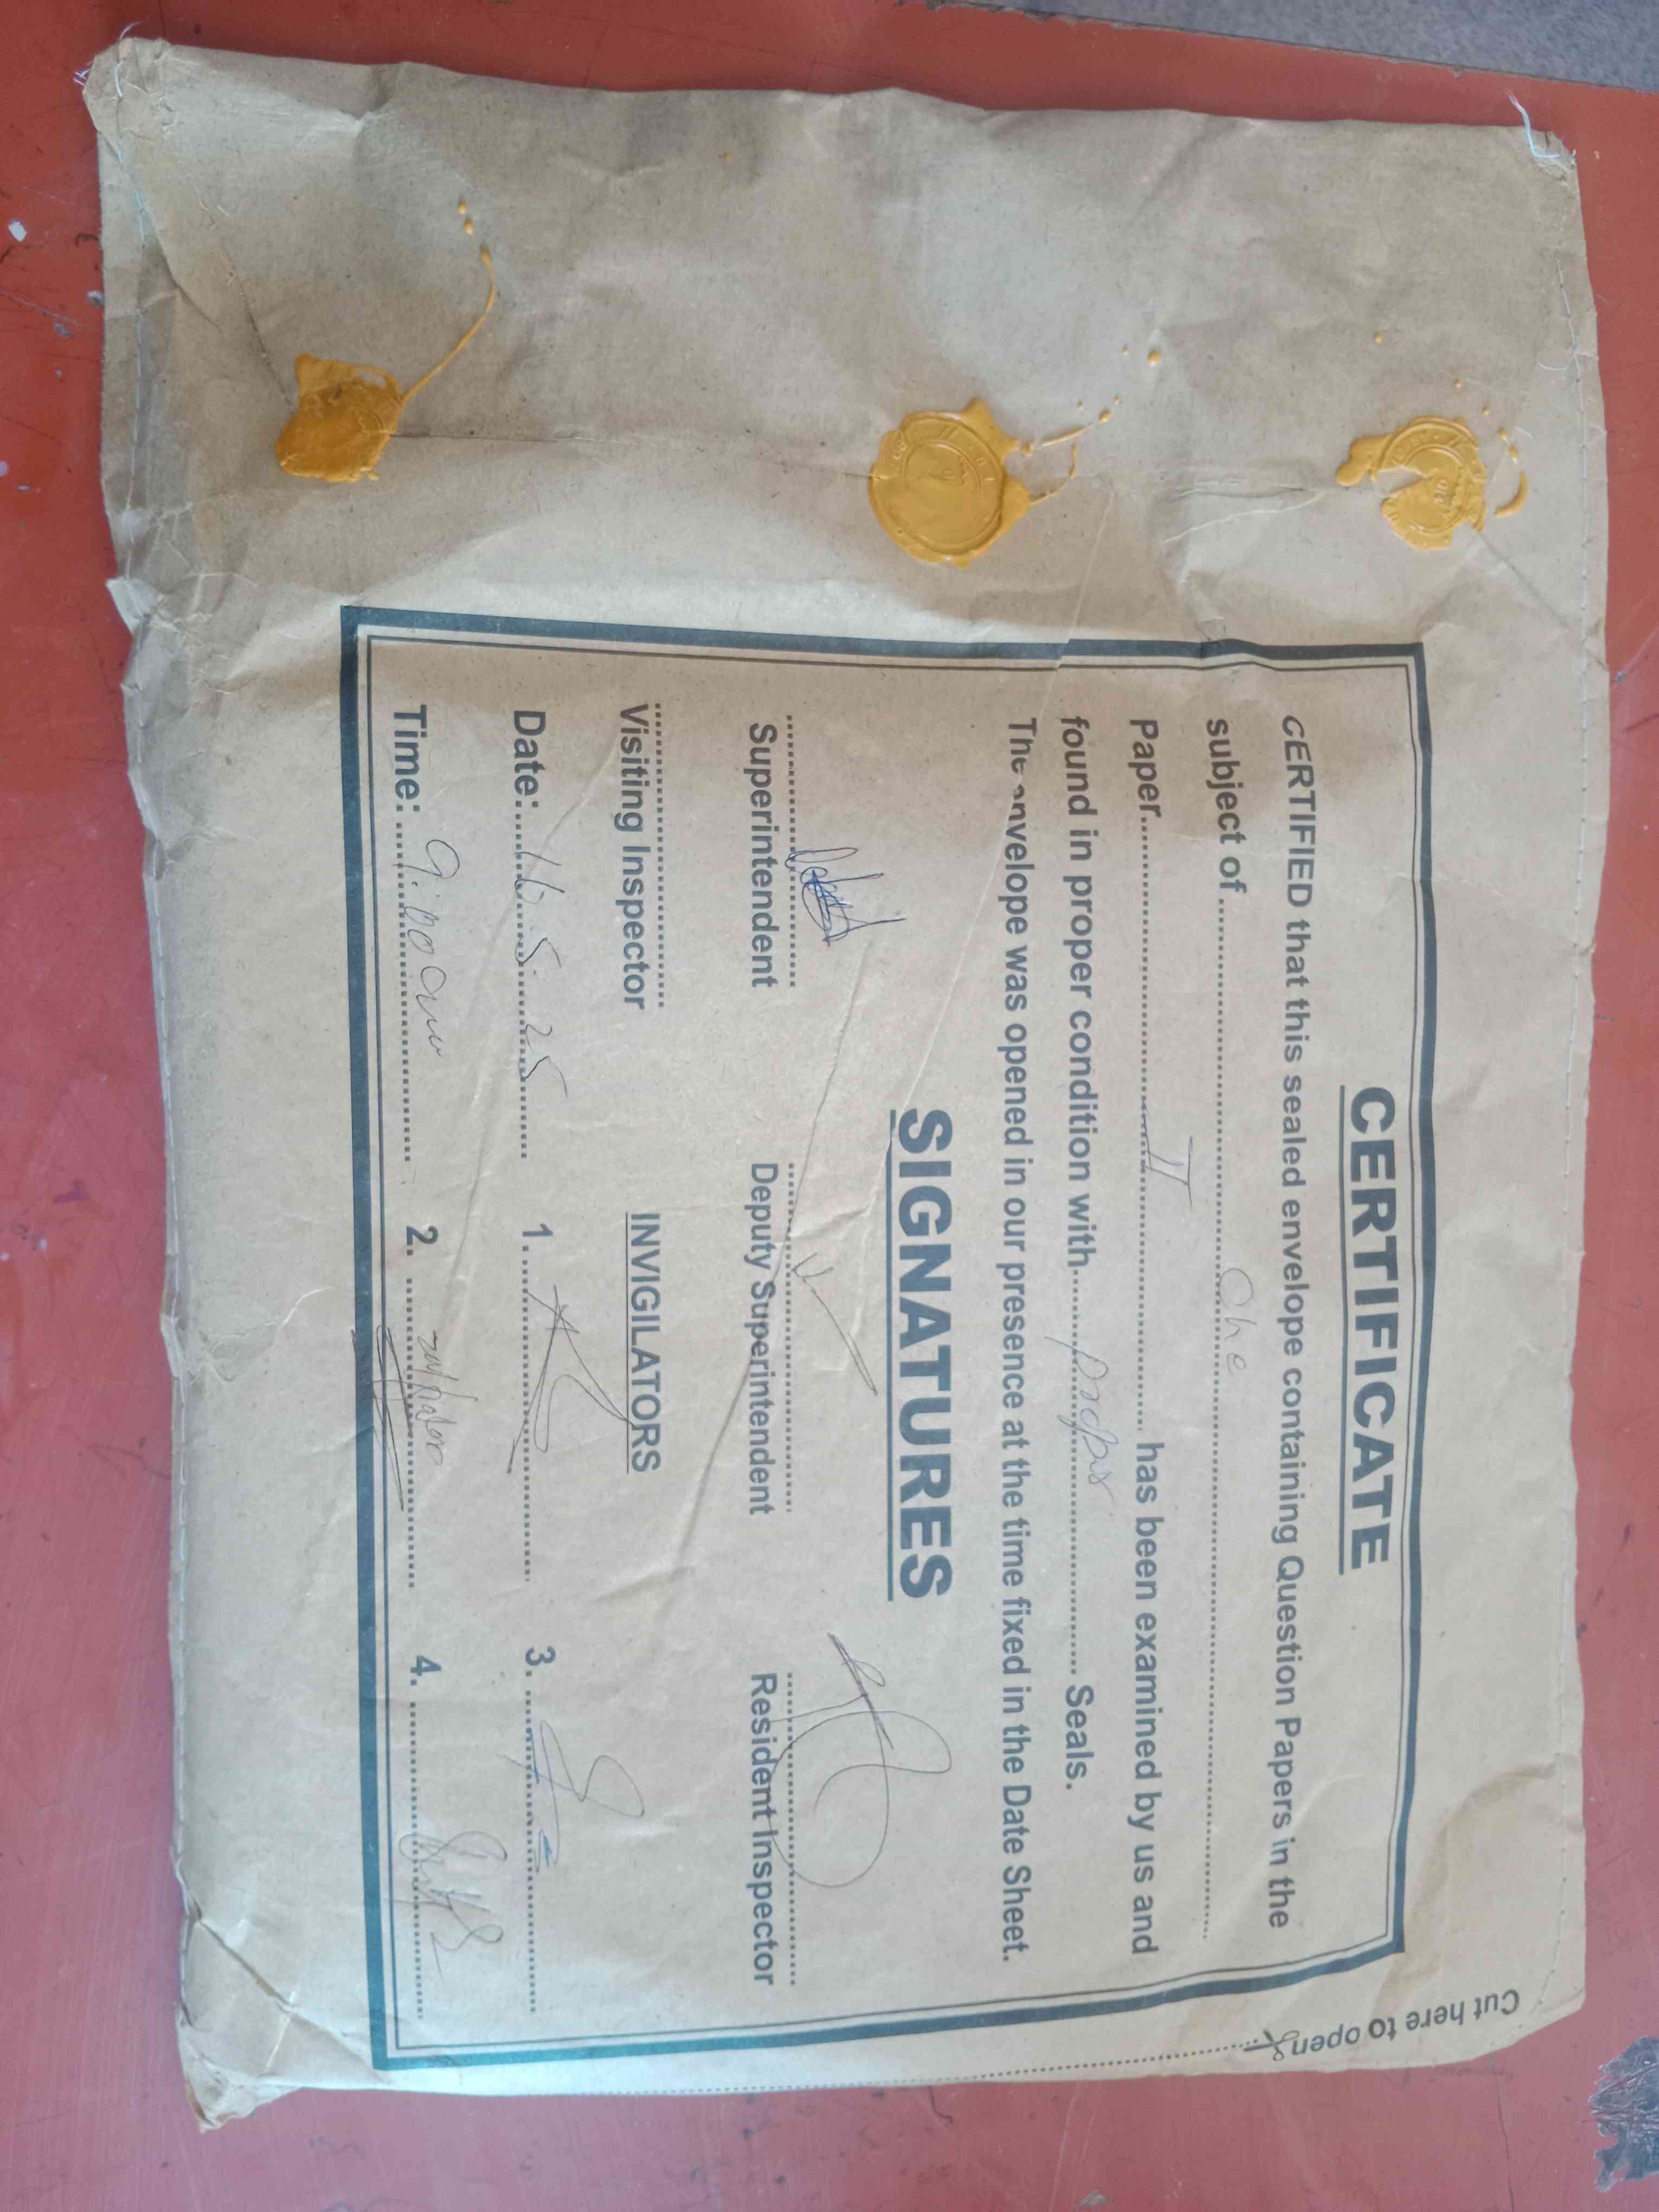 CERTIFICATE
CERTIFIED that this sealed envelope containing Question Papers in the
subject of ........ Che ........
Paper........ II ........ has been examined by us and
found in proper condition with........ proper ........ Seals.
The envelope was opened in our presence at the time fixed in the Date Sheet.
SIGNATURES
Superintendent Deputy Superintendent Resident Inspector
Visiting Inspector INVIGILATORS
Date: 16.5.25 1. 3.
Time: 9:00 am 2. 4.
Cut here to open